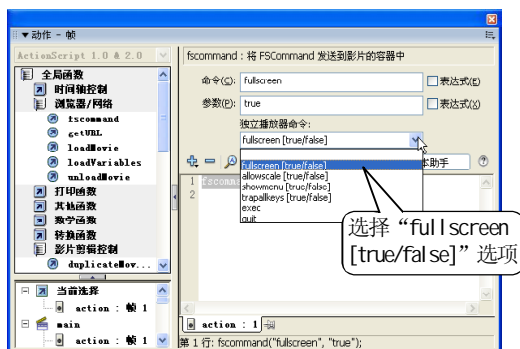 动作 - 帧
ActionScript 1.0 & 2.0
全局函数
时间轴控制
浏览器/网络
fscommand
getURL
loadMovie
loadVariables
unloadMovie
打印函数
其他函数
数学函数
转换函数
影片剪辑控制
duplicateMov...
当前选择
action : 帧 1
main
action : 帧 1
fscommand : 将 FSCommand 发送到影片的容器中
命令(C): fullscreen 表达式(E)
参数(P): true 表达式(X)
独立播放器命令:
fullscreen [true/false]
fullscreen [true/false]
allowscale [true/false]
showmenu [true/false]
trapallkeys [true/false]
exec
quit
本助手
1 fscomm
2
选择“fullscreen
[true/false]”选项
action : 1
第 1 行: fscommand("fullscreen", "true");